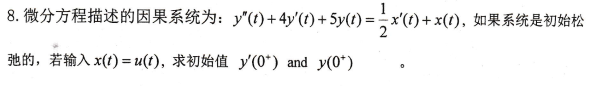 8. 微分方程描述的因果系统为：y″(t)+4y′(t)+5y(t)=\frac{1}{2}x′(t)+x(t)，如果系统是初始松
弛的，若输入 x(t)=u(t)，求初始值 y′(0⁺) and y(0⁺) 。